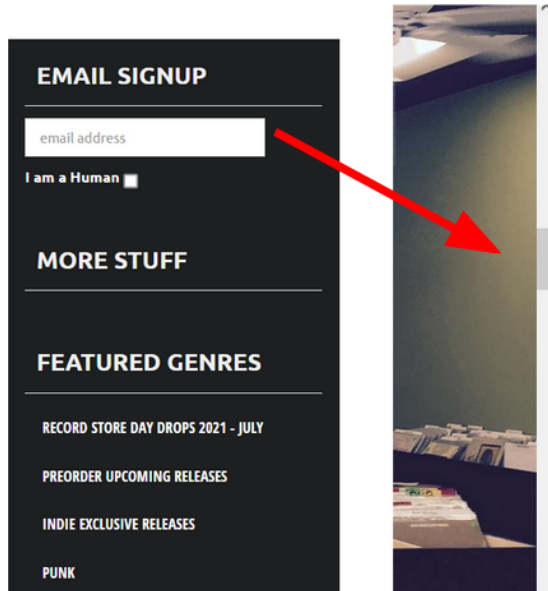 EMAIL SIGNUP
email address
I am a Human
MORE STUFF
FEATURED GENRES
RECORD STORE DAY DROPS 2021 - JULY
PREORDER UPCOMING RELEASES
INDIE EXCLUSIVE RELEASES
PUNK